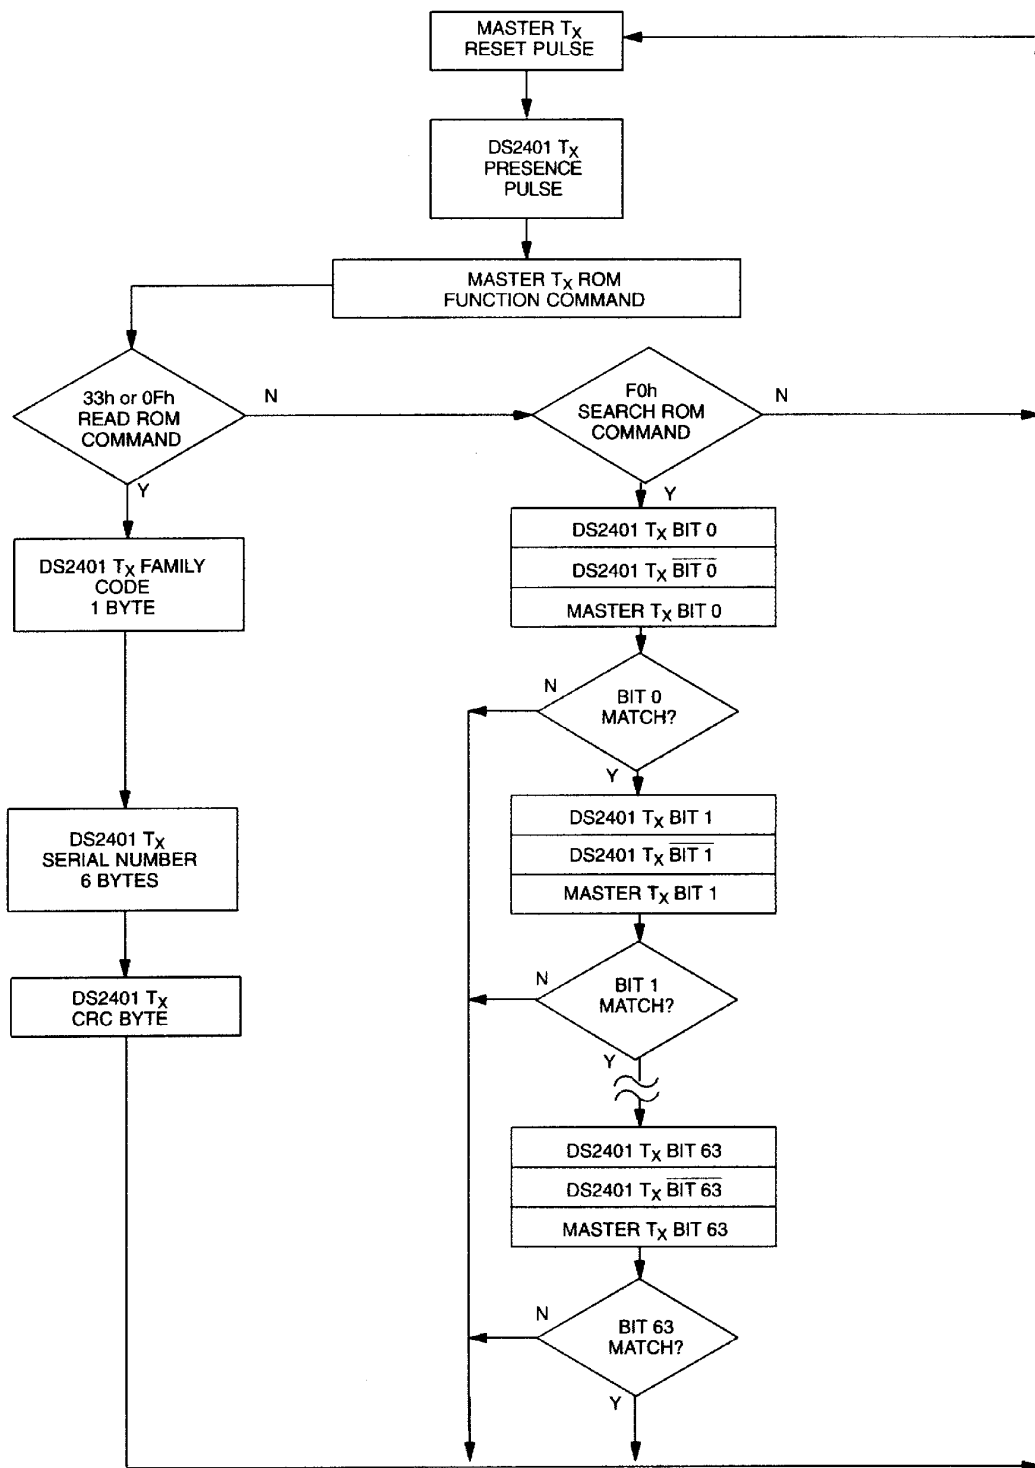 MASTER TX
RESET PULSE
DS2401 TX
PRESENCE
PULSE
MASTER TX ROM
FUNCTION COMMAND
33h or 0Fh
READ ROM
COMMAND
N
Y
F0h
SEARCH ROM
COMMAND
N
Y
DS2401 TX FAMILY
CODE
1 BYTE
DS2401 TX
SERIAL NUMBER
6 BYTES
DS2401 TX
CRC BYTE
DS2401 TX BIT 0
DS2401 TX BIT 0
MASTER TX BIT 0
BIT 0
MATCH?
N
Y
DS2401 TX BIT 1
DS2401 TX BIT 1
MASTER TX BIT 1
BIT 1
MATCH?
N
Y
DS2401 TX BIT 63
DS2401 TX BIT 63
MASTER TX BIT 63
BIT 63
MATCH?
N
Y